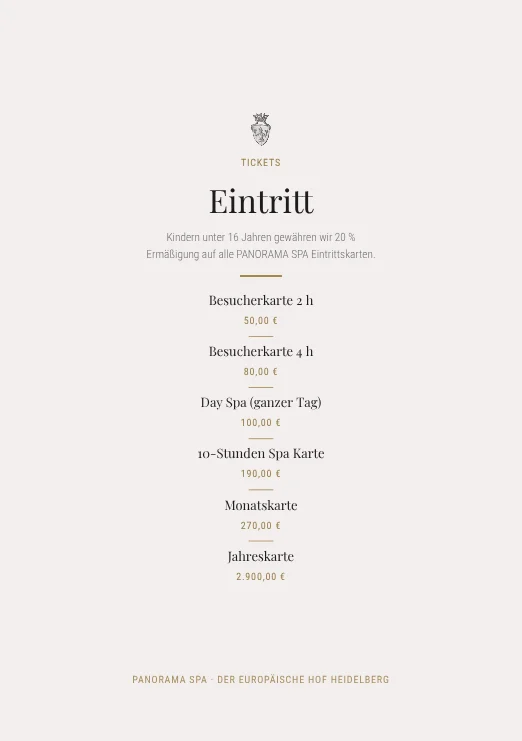 TICKETS
Eintritt
Kindern unter 16 Jahren gewähren wir 20 %
Ermäßigung auf alle PANORAMA SPA Eintrittskarten.
Besucherkarte 2 h
50,00 €
Besucherkarte 4 h
80,00 €
Day Spa (ganzer Tag)
100,00 €
10-Stunden Spa Karte
190,00 €
Monatskarte
270,00 €
Jahreskarte
2.900,00 €
PANORAMA SPA · DER EUROPÄISCHE HOF HEIDELBERG